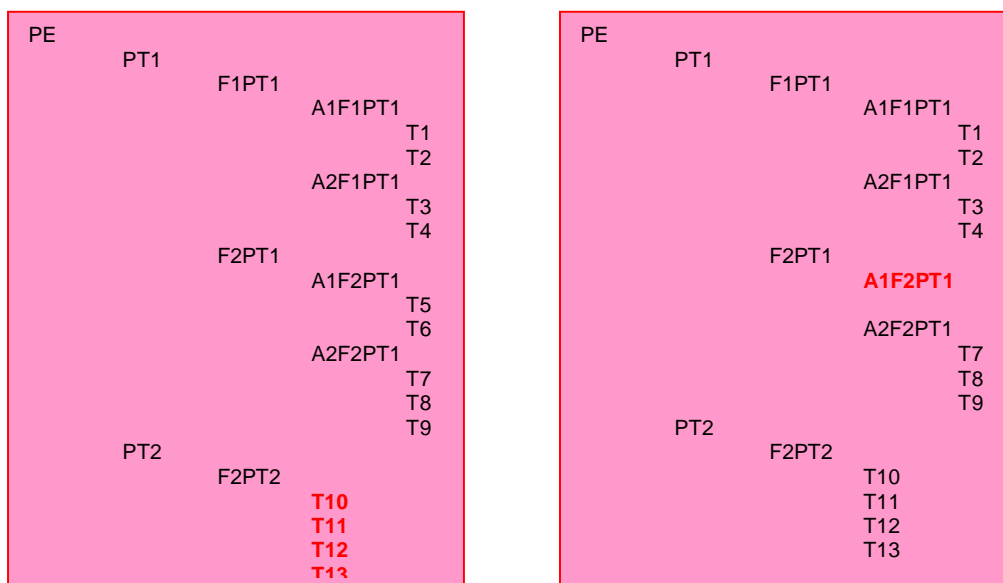 PE
PT1
F1PT1
A1F1PT1
T1
T2
A2F1PT1
T3
T4
F2PT1
A1F2PT1
T5
T6
A2F2PT1
T7
T8
T9
PT2
F2PT2
T10
T11
T12
T13
PE
PT1
F1PT1
A1F1PT1
T1
T2
A2F1PT1
T3
T4
F2PT1
A1F2PT1
A2F2PT1
T7
T8
T9
PT2
F2PT2
T10
T11
T12
T13